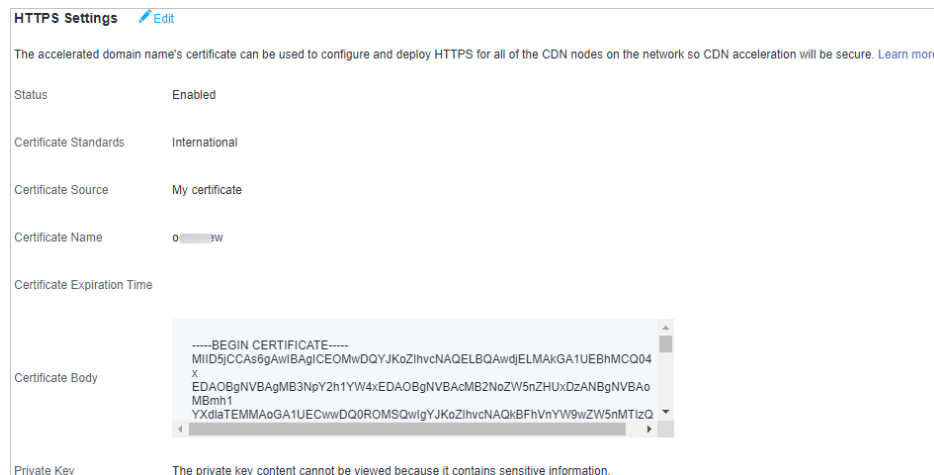 HTTPS Settings Edit
The accelerated domain name's certificate can be used to configure and deploy HTTPS for all of the CDN nodes on the network so CDN acceleration will be secure. Learn more
Status Enabled
Certificate Standards International
Certificate Source My certificate
Certificate Name
Certificate Expiration Time
Certificate Body
-----BEGIN CERTIFICATE-----
MIID5jCCAs6gAwIBAgICEOMwDQYJKoZIhvcNAQELBQAwdjELMAkGA1UEBhMCQ04
x
EDAOBgNVBAgMB3NpY2h1YW4xEDAOBgNVBAcMB2NoZW5nZHUxDzANBgNVBAo
MBmh1
YXdlaTEMMAoGA1UECwwDQ0ROMSQwIgYJKoZIhvcNAQkBFhVnYW9wZW5nMTIzQ
Private Key The private key content cannot be viewed because it contains sensitive information.